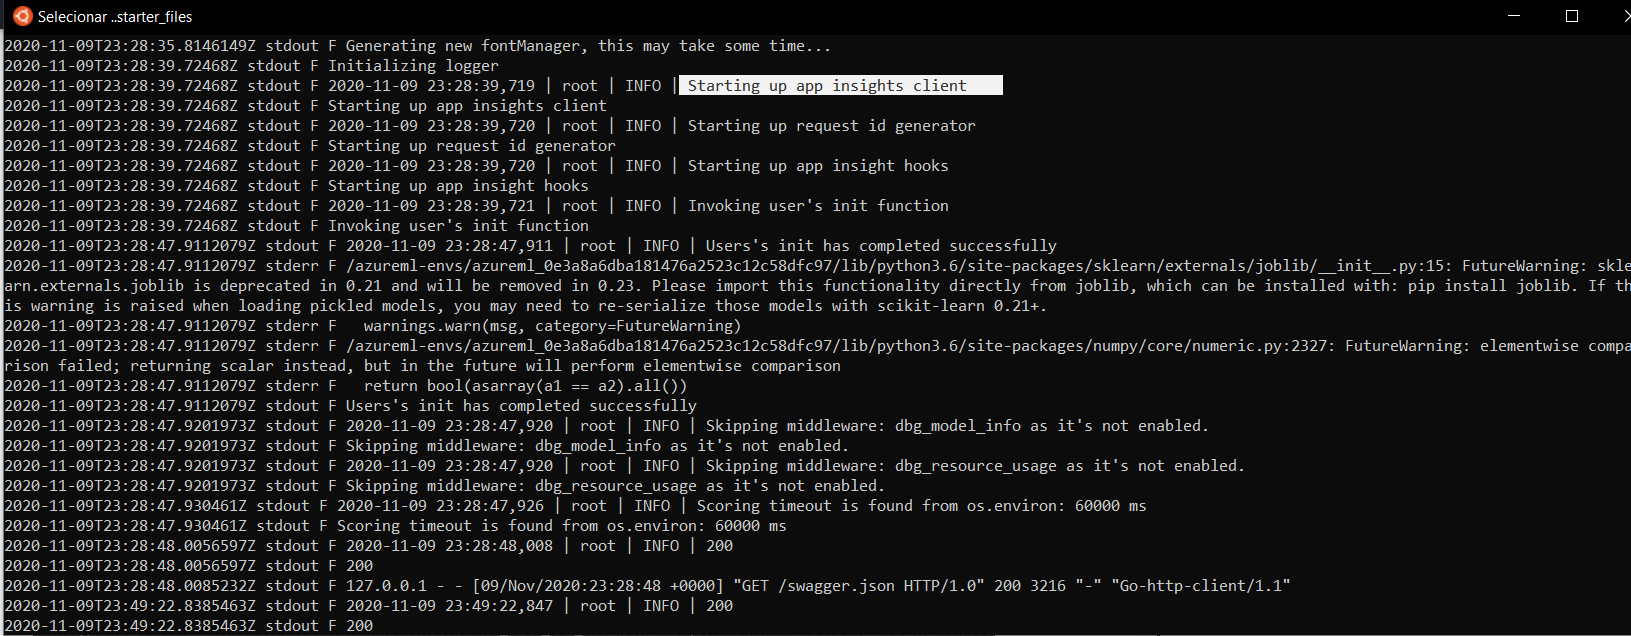 Selecionar ..starter_files
2020-11-09T23:28:35.8146149Z stdout F Generating new fontManager, this may take some time...
2020-11-09T23:28:39.72468Z stdout F Initializing logger
2020-11-09T23:28:39.72468Z stdout F 2020-11-09 23:28:39,719 | root | INFO | Starting up app insights client
2020-11-09T23:28:39.72468Z stdout F Starting up app insights client
2020-11-09T23:28:39.72468Z stdout F 2020-11-09 23:28:39,720 | root | INFO | Starting up request id generator
2020-11-09T23:28:39.72468Z stdout F Starting up request id generator
2020-11-09T23:28:39.72468Z stdout F 2020-11-09 23:28:39,720 | root | INFO | Starting up app insight hooks
2020-11-09T23:28:39.72468Z stdout F Starting up app insight hooks
2020-11-09T23:28:39.72468Z stdout F 2020-11-09 23:28:39,721 | root | INFO | Invoking user's init function
2020-11-09T23:28:39.72468Z stdout F Invoking user's init function
2020-11-09T23:28:47.9112079Z stdout F 2020-11-09 23:28:47,911 | root | INFO | Users's init has completed successfully
2020-11-09T23:28:47.9112079Z stderr F /azureml-envs/azureml_0e3a8a6dba181476a2523c12c58dfc97/lib/python3.6/site-packages/sklearn/externals/joblib/__init__.py:15: FutureWarning: skle
arn.externals.joblib is deprecated in 0.21 and will be removed in 0.23. Please import this functionality directly from joblib, which can be installed with: pip install joblib. If th
is warning is raised when loading pickled models, you may need to re-serialize those models with scikit-learn 0.21+.
2020-11-09T23:28:47.9112079Z stderr F   warnings.warn(msg, category=FutureWarning)
2020-11-09T23:28:47.9112079Z stderr F /azureml-envs/azureml_0e3a8a6dba181476a2523c12c58dfc97/lib/python3.6/site-packages/numpy/core/numeric.py:2327: FutureWarning: elementwise compa
rison failed; returning scalar instead, but in the future will perform elementwise comparison
2020-11-09T23:28:47.9112079Z stderr F   return bool(asarray(a1 == a2).all())
2020-11-09T23:28:47.9112079Z stdout F Users's init has completed successfully
2020-11-09T23:28:47.9201973Z stdout F 2020-11-09 23:28:47,920 | root | INFO | Skipping middleware: dbg_model_info as it's not enabled.
2020-11-09T23:28:47.9201973Z stdout F Skipping middleware: dbg_model_info as it's not enabled.
2020-11-09T23:28:47.9201973Z stdout F 2020-11-09 23:28:47,920 | root | INFO | Skipping middleware: dbg_resource_usage as it's not enabled.
2020-11-09T23:28:47.9201973Z stdout F Skipping middleware: dbg_resource_usage as it's not enabled.
2020-11-09T23:28:47.930461Z stdout F 2020-11-09 23:28:47,926 | root | INFO | Scoring timeout is found from os.environ: 60000 ms
2020-11-09T23:28:47.930461Z stdout F Scoring timeout is found from os.environ: 60000 ms
2020-11-09T23:28:48.0056597Z stdout F 2020-11-09 23:28:48,008 | root | INFO | 200
2020-11-09T23:28:48.0056597Z stdout F 200
2020-11-09T23:28:48.0085232Z stdout F 127.0.0.1 - - [09/Nov/2020:23:28:48 +0000] "GET /swagger.json HTTP/1.0" 200 3216 "-" "Go-http-client/1.1"
2020-11-09T23:49:22.8385463Z stdout F 2020-11-09 23:49:22,847 | root | INFO | 200
2020-11-09T23:49:22.8385463Z stdout F 200